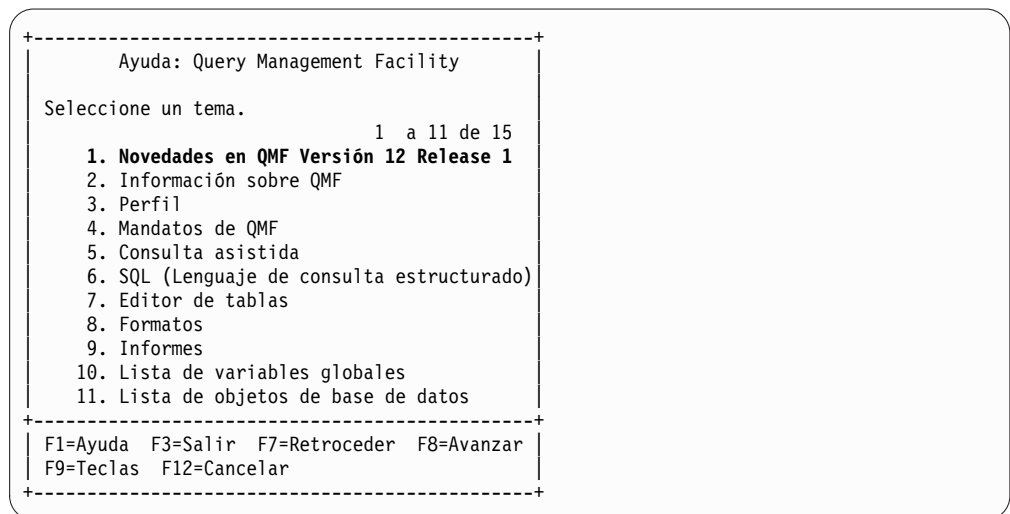 Ayuda: Query Management Facility
Seleccione un tema.
1 a 11 de 15
1. Novedades en QMF Versión 12 Release 1
2. Información sobre QMF
3. Perfil
4. Mandatos de QMF
5. Consulta asistida
6. SQL (Lenguaje de consulta estructurado)
7. Editor de tablas
8. Formatos
9. Informes
10. Lista de variables globales
11. Lista de objetos de base de datos
F1=Ayuda F3=Salir F7=Retroceder F8=Avanzar
F9=Teclas F12=Cancelar